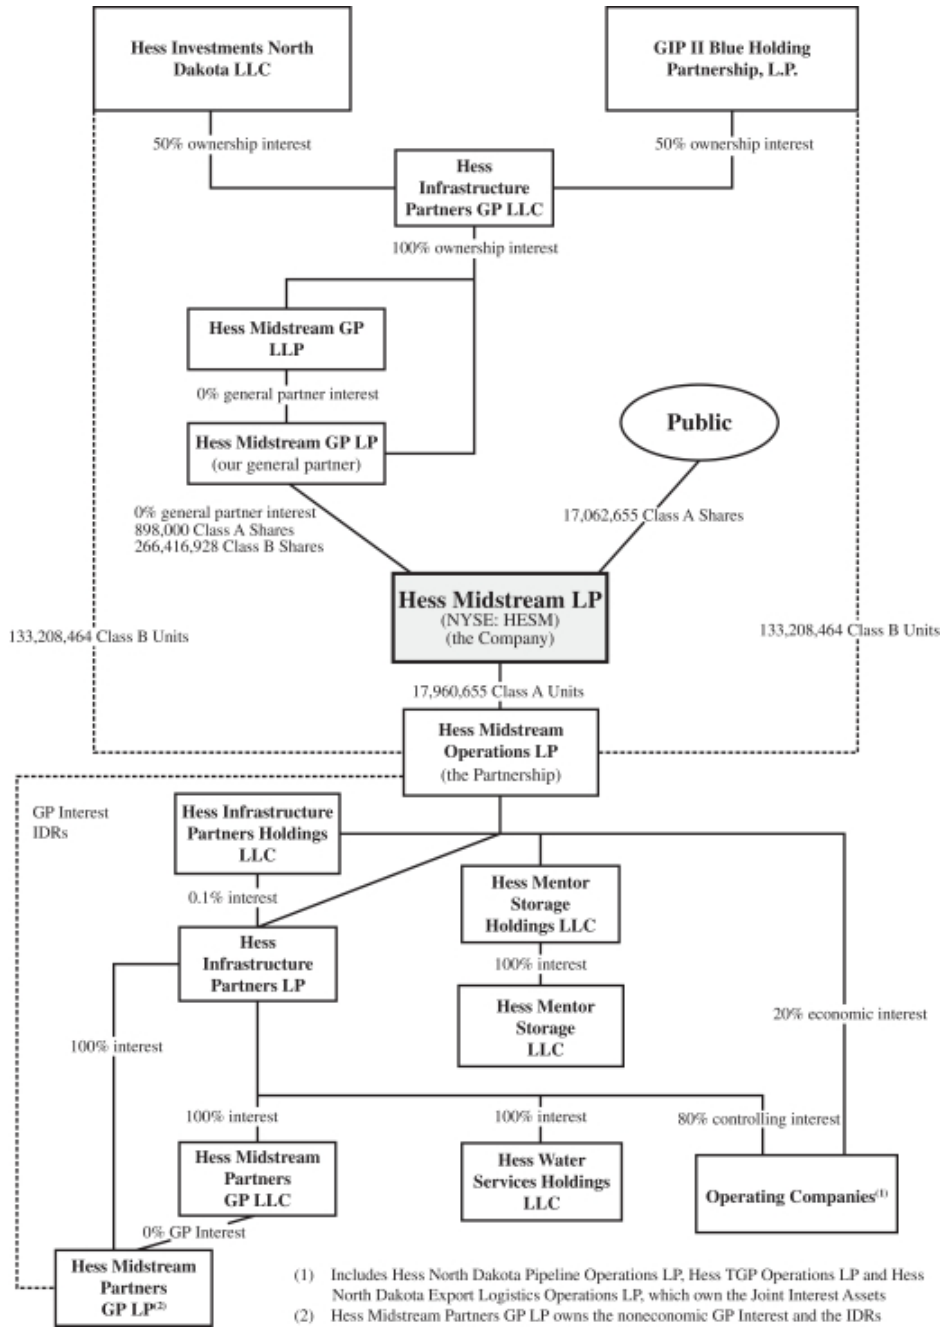 Hess Investments North
Dakota LLC
GIP II Blue Holding
Partnership, L.P.
50% ownership interest
50% ownership interest
Hess
Infrastructure
Partners GP LLC
100% ownership interest
Hess Midstream GP
LLP
0% general partner interest
Hess Midstream GP LP
(our general partner)
Public
0% general partner interest
898,000 Class A Shares
266,416,928 Class B Shares
17,062,655 Class A Shares
Hess Midstream LP
(NYSE: HESM)
(the Company)
133,208,464 Class B Units
133,208,464 Class B Units
17,960,655 Class A Units
Hess Midstream
Operations LP
(the Partnership)
GP Interest
IDRs
Hess Infrastructure
Partners Holdings
LLC
0.1% interest
Hess Mentor
Storage
Holdings LLC
Hess
Infrastructure
Partners LP
100% interest
Hess Mentor
Storage
LLC
20% economic interest
100% interest
100% interest
100% interest
80% controlling interest
Hess Midstream
Partners
GP LLC
Hess Water
Services Holdings
LLC
Operating Companies(1)
0% GP Interest
Hess Midstream
Partners
GP LP(2)
(1) Includes Hess North Dakota Pipeline Operations LP, Hess TGP Operations LP and Hess
North Dakota Export Logistics Operations LP, which own the Joint Interest Assets
(2) Hess Midstream Partners GP LP owns the noneconomic GP Interest and the IDRs